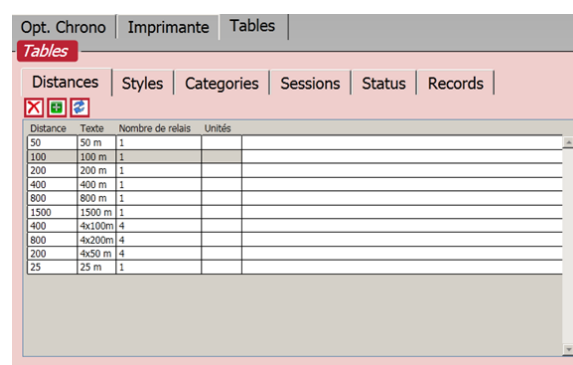 Opt. Chrono Imprimante Tables
Tables
Distances Styles Categories Sessions Status Records
Distance Texte Nombre de relais Unités
50 50 m 1
100 100 m 1
200 200 m 1
400 400 m 1
800 800 m 1
1500 1500 m 1
400 4x100m 4
800 4x200m 4
200 4x50 m 4
25 25 m 1